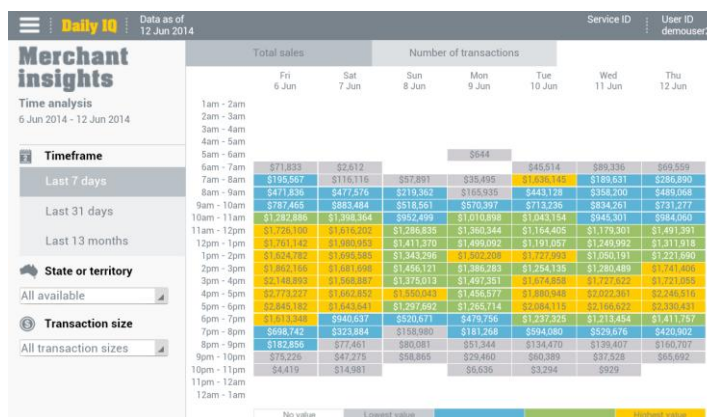 Daily IQ
Data as of
12 Jun 2014
Service ID
User ID
demouser
Merchant
insights
Time analysis
6 Jun 2014 - 12 Jun 2014
Timeframe
Last 7 days
Last 31 days
Last 13 months
State or territory
All available
Transaction size
All transaction sizes
Total sales Number of transactions
Fri Sat Sun Mon Tue Wed Thu
6 Jun 7 Jun 8 Jun 9 Jun 10 Jun 11 Jun 12 Jun
1am - 2am
2am - 3am
3am - 4am
4am - 5am
5am - 6am $644
6am - 7am $71,833 $2,612 $45,514 $89,336 $69,559
7am - 8am $195,567 $116,116 $57,891 $35,495 $1,636,145 $189,631 $286,890
8am - 9am $471,836 $477,576 $219,362 $165,935 $443,128 $358,200 $489,068
9am - 10am $787,465 $883,484 $518,561 $570,397 $713,236 $834,261 $731,277
10am - 11am $1,282,886 $1,398,364 $952,499 $1,010,898 $1,043,154 $945,301 $984,060
11am - 12pm $1,726,100 $1,616,202 $1,286,835 $1,360,344 $1,164,405 $1,179,301 $1,491,391
12pm - 1pm $1,761,142 $1,980,953 $1,411,370 $1,499,092 $1,191,057 $1,249,992 $1,311,918
1pm - 2pm $1,624,782 $1,695,585 $1,343,296 $1,502,208 $1,727,993 $1,050,191 $1,221,690
2pm - 3pm $1,862,166 $1,681,698 $1,456,121 $1,386,283 $1,254,135 $1,280,489 $1,741,406
3pm - 4pm $2,148,893 $1,568,887 $1,375,013 $1,497,351 $1,674,858 $1,727,622 $1,721,055
4pm - 5pm $2,773,227 $1,662,852 $1,550,043 $1,456,577 $1,880,948 $2,022,361 $2,246,516
5pm - 6pm $2,845,182 $1,643,641 $1,297,692 $1,265,714 $2,084,115 $2,166,622 $2,330,431
6pm - 7pm $1,613,348 $940,637 $520,671 $479,756 $1,237,325 $1,213,454 $1,411,757
7pm - 8pm $698,742 $323,884 $158,980 $181,268 $594,080 $529,676 $420,902
8pm - 9pm $182,856 $77,461 $80,081 $51,344 $134,470 $139,407 $160,707
9pm - 10pm $75,226 $47,275 $58,865 $29,460 $60,389 $37,528 $65,692
10pm - 11pm $4,419 $14,981 $6,636 $3,294 $929
11pm - 12am
12am - 1am
No value Lowest value Highest value